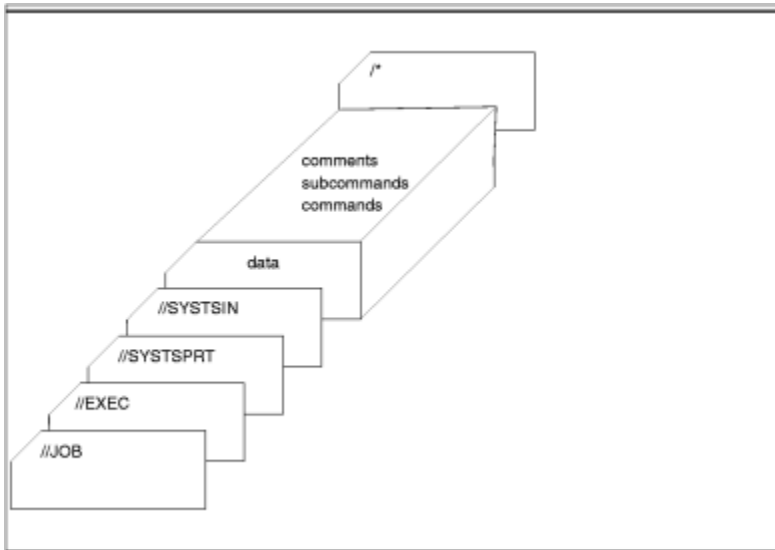 /*
comments
subcommands
commands
data
//SYSTSIN
//SYSTSPRT
//EXEC
//JOB